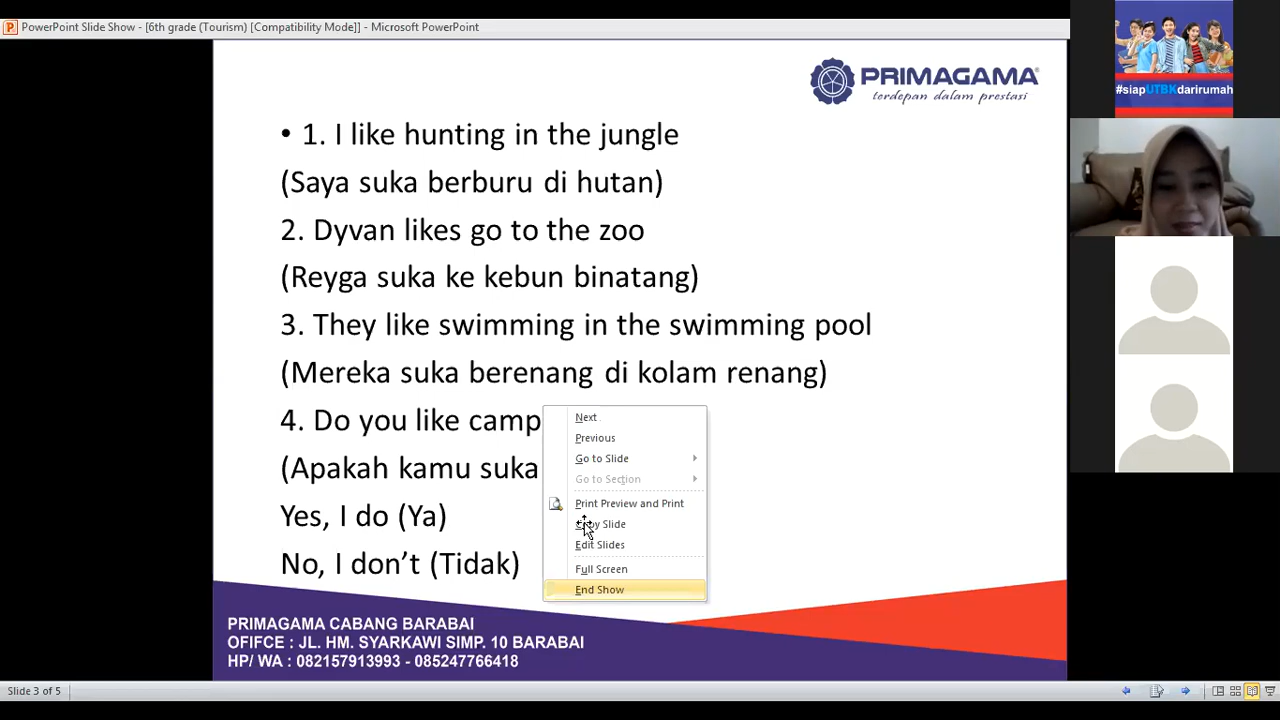 PowerPoint Slide Show - [6th grade (Tourism) [Compatibility Mode]] - Microsoft PowerPoint
PRIMAGAMA
terdepan dalam prestasi
#siapUTBKdarirumah
• 1. I like hunting in the jungle
(Saya suka berburu di hutan)
2. Dyvan likes go to the zoo
(Reyga suka ke kebun binatang)
3. They like swimming in the swimming pool
(Mereka suka berenang di kolam renang)
4. Do you like camp
(Apakah kamu suka
Yes, I do (Ya)
No, I don't (Tidak)
Next
Previous
Go to Slide
Go to Section
Print Preview and Print
Slide
Edit Slides
Full Screen
End Show
PRIMAGAMA CABANG BARABAI
OFIFCE : JL. HM. SYARKAWI SIMP. 10 BARABAI
HP/ WA : 082157913993 - 085247766418
Slide 3 of 5